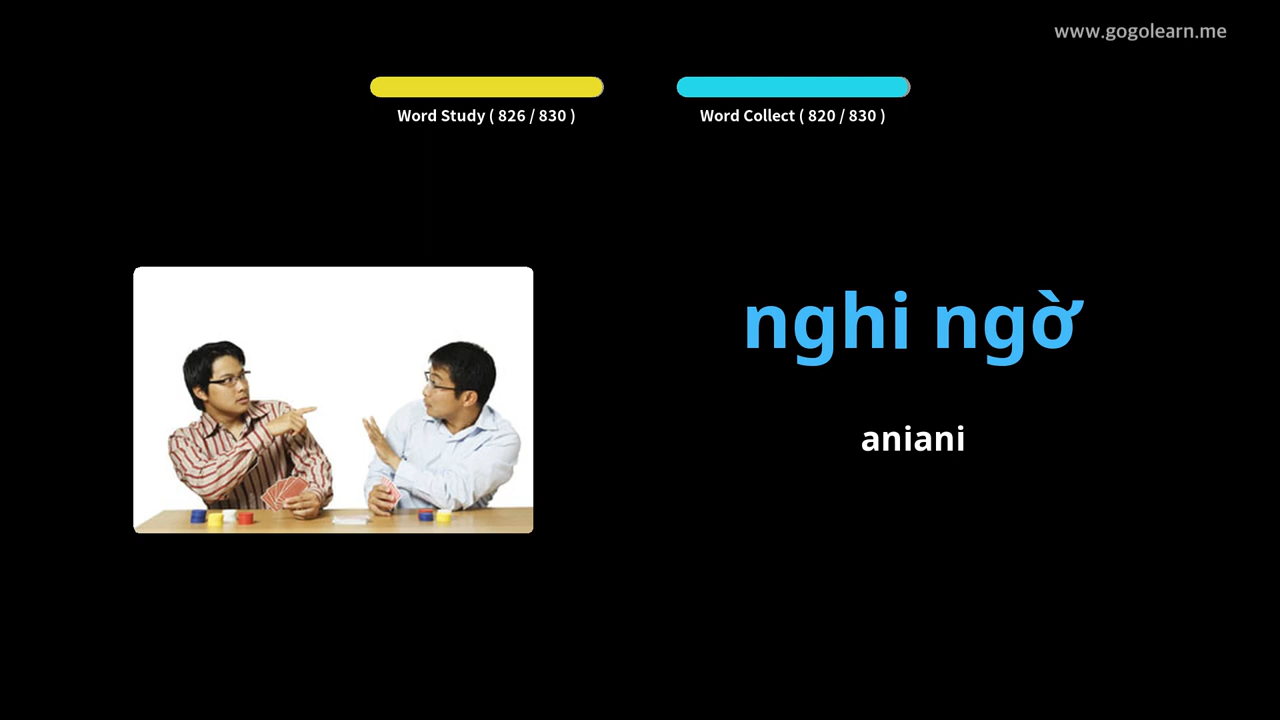 www.gogolearn.me
Word Study ( 826 / 830 )
Word Collect ( 820 / 830 )
nghi ngờ
aniani